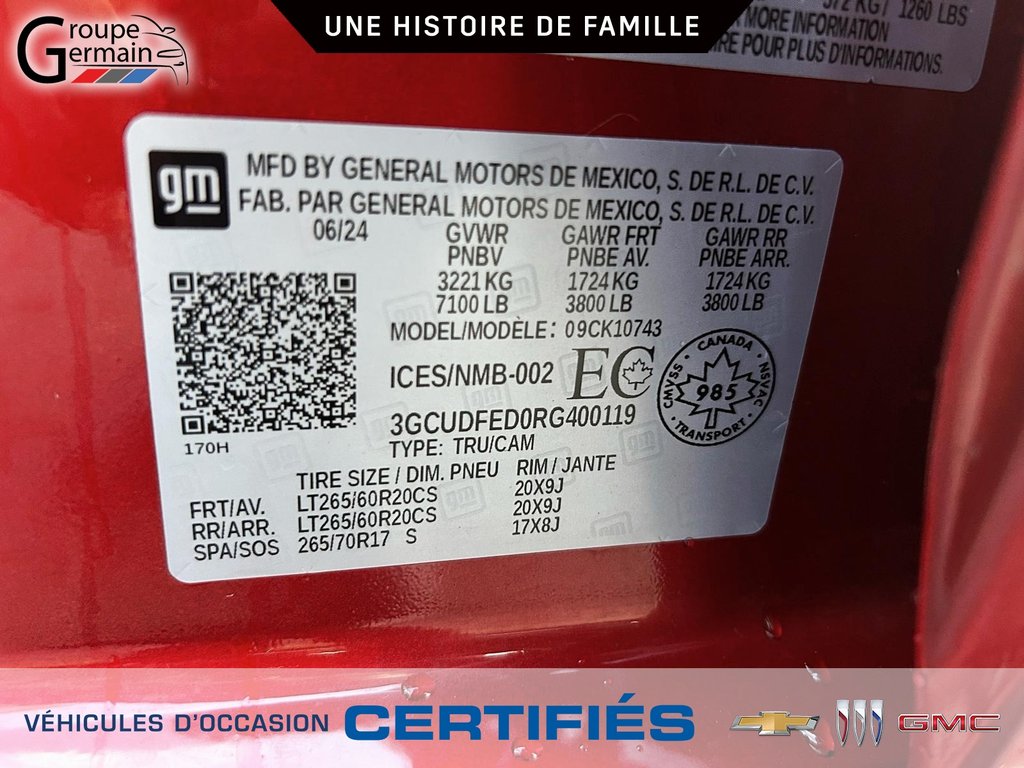 Groupe
Germain
UNE HISTOIRE DE FAMILLE
KG / 1260 LBS
MORE INFORMATION
POUR PLUS D'INFORMATIONS.
gm
MFD BY GENERAL MOTORS DE MEXICO, S. DE R.L. DE C.V.
FAB. PAR GENERAL MOTORS DE MEXICO, S. DE R.L. DE C.V.
06/24 GVWR GAWR FRT GAWR RR
PNBV PNBE AV. PNBE ARR.
3221 KG 1724 KG 1724 KG
7100 LB 3800 LB 3800 LB
MODEL/MODÈLE: 09CK10743
ICES/NMB-002 EC
CANADA
CMVSS 985 NSVAC
TRANSPORT
3GCUDFED0RG400119
170H
TYPE: TRU/CAM
TIRE SIZE / DIM. PNEU RIM / JANTE
FRT/AV. LT265/60R20CS 20X9J
RR/ARR. LT265/60R20CS 20X9J
SPA/SOS 265/70R17 S 17X8J
VÉHICULES D'OCCASION CERTIFIÉS GMC